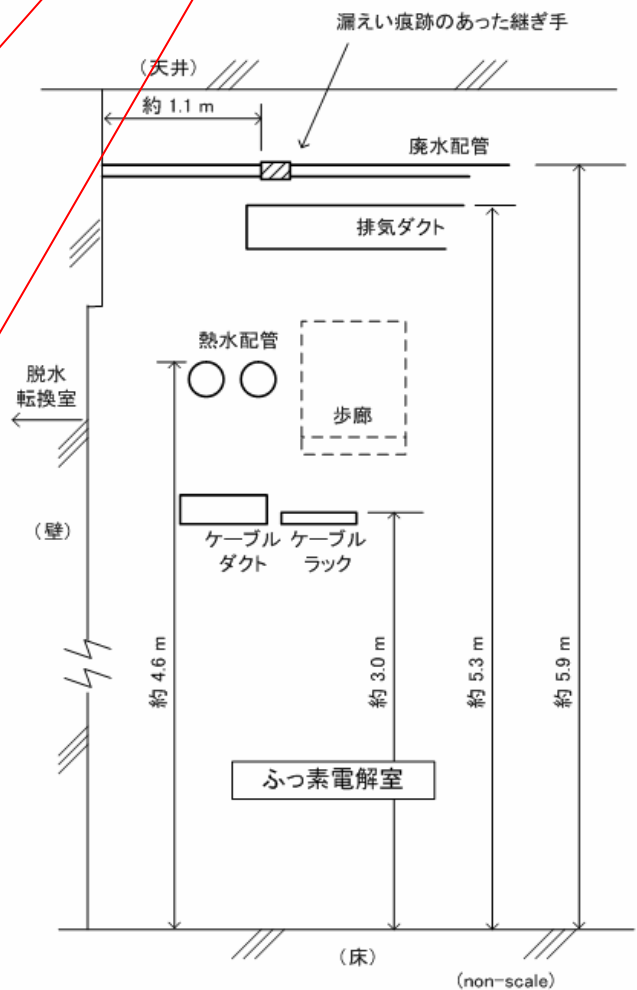 漏えい痕跡のあった継ぎ手
(天井)
約 1.1 m
廃水配管
排気ダクト
熱水配管
脱水
転換室
歩廊
(壁)
ケーブル
ダクト
ケーブル
ラック
約 4.6 m
約 3.0 m
約 5.3 m
約 5.9 m
ふっ素電解室
(床)
(non-scale)